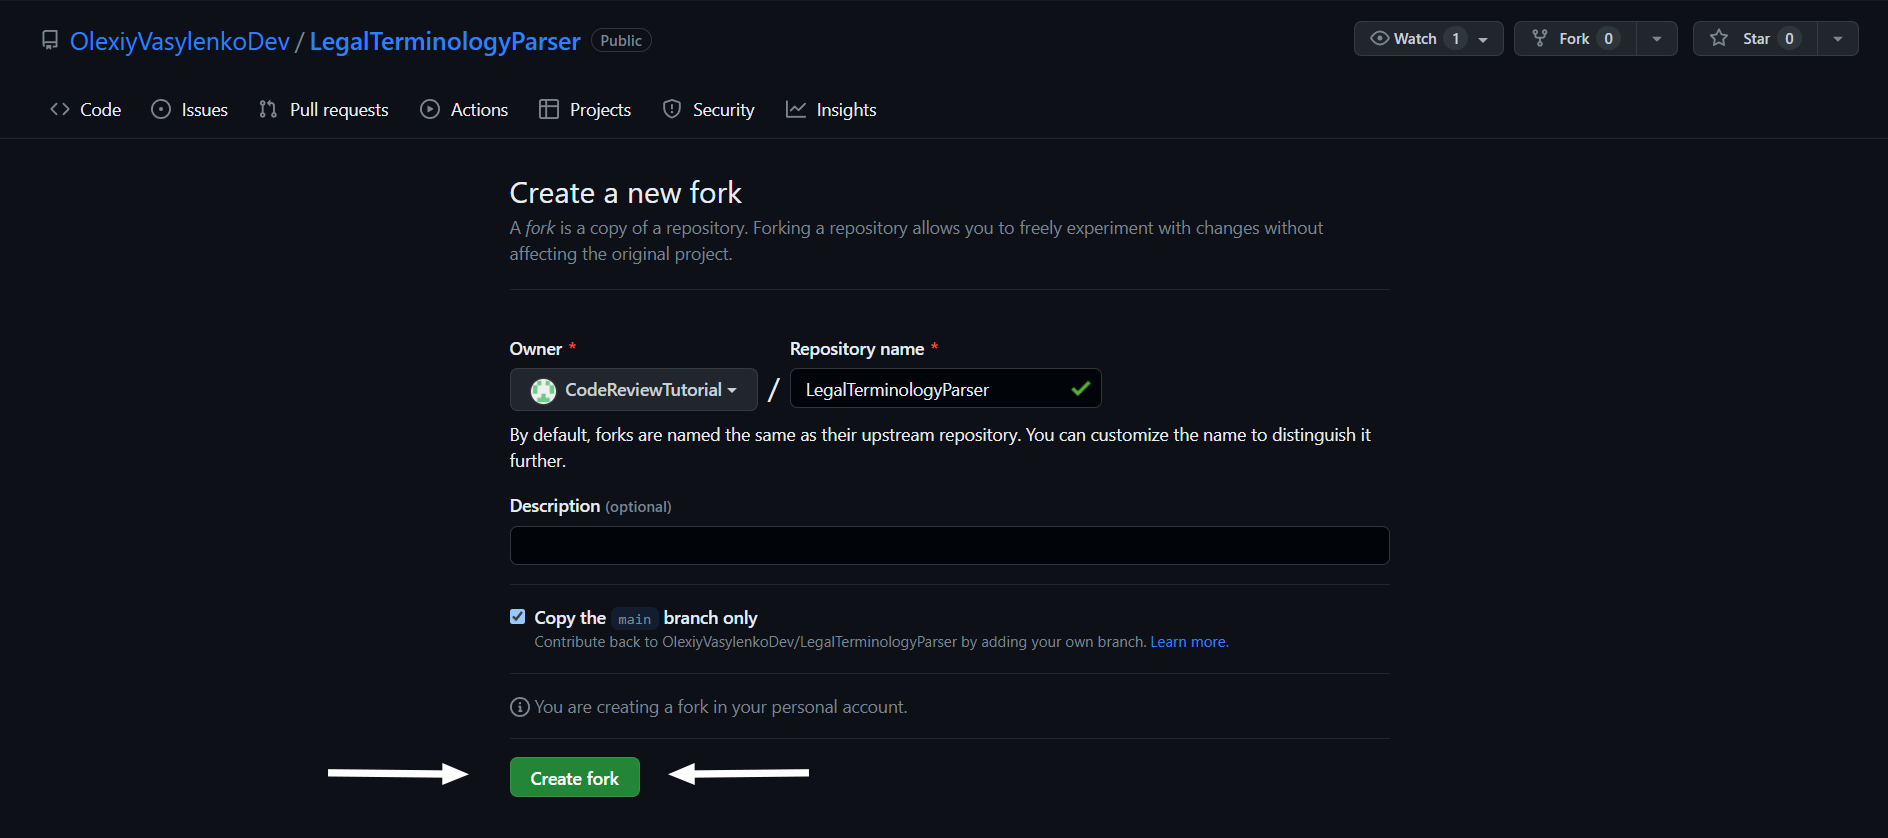 OlexiyVasylenkoDev / LegalTerminologyParser Public
Watch 1
Fork 0
Star 0
Code Issues Pull requests Actions Projects Security Insights
Create a new fork
A fork is a copy of a repository. Forking a repository allows you to freely experiment with changes without
affecting the original project.
Owner * Repository name *
CodeReviewTutorial / LegalTerminologyParser
By default, forks are named the same as their upstream repository. You can customize the name to distinguish it
further.
Description (optional)
Copy the main branch only
Contribute back to OlexiyVasylenkoDev/LegalTerminologyParser by adding your own branch. Learn more.
You are creating a fork in your personal account.
Create fork